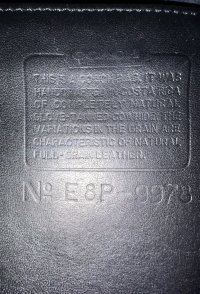 THIS IS A COACH BAG. IT WAS
HANDCRAFTED IN COSTA RICA
OF COMPLETELY NATURAL
GLOVE-TANNED COWHIDE. THE
VARIATIONS IN THE GRAIN ARE
CHARACTERISTIC OF NATURAL
FULL-GRAIN LEATHER.
No E8P-9978